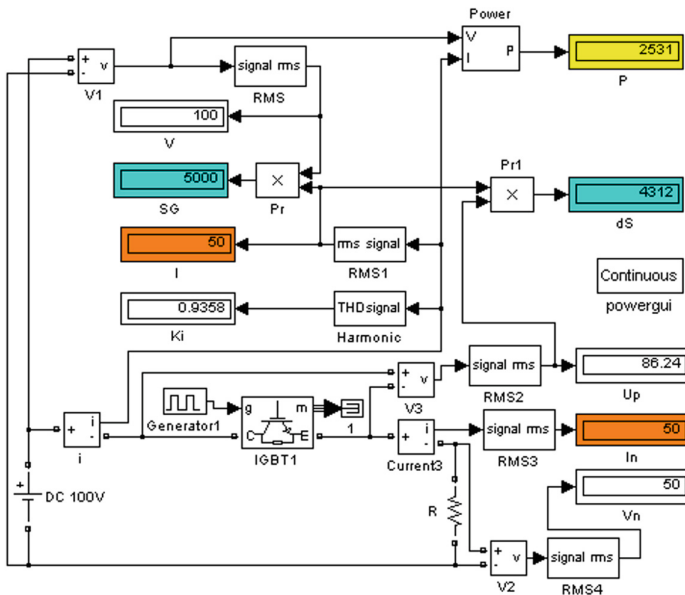 Power
V
I
P
2531
P
+
-
v
V1
signal rms
RMS
100
V
5000
SG
×
Pr
Pr1
×
4312
dS
50
I
rms signal
RMS1
Continuous
powergui
0.9358
Ki
THD signal
Harmonic
+
-
v
V3
signal rms
RMS2
86.24
Up
Generator1
g
m
C
E
IGBT1
1
+
i
-
i
+
i
-
Current3
signal rms
RMS3
50
In
50
Vn
+
DC 100V
R
+
-
v
V2
signal rms
RMS4